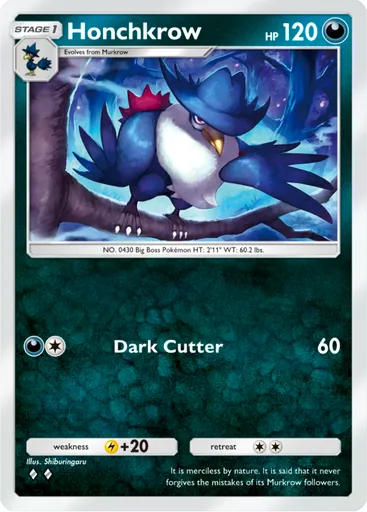 STAGE 1
Honchkrow
HP 120
Evolves from Murkrow
NO. 0430 Big Boss Pokémon HT: 2'11" WT: 60.2 lbs.
Dark Cutter 60
weakness +20 retreat
Illus. Shiburingaru
It is merciless by nature. It is said that it never
forgives the mistakes of its Murkrow followers.